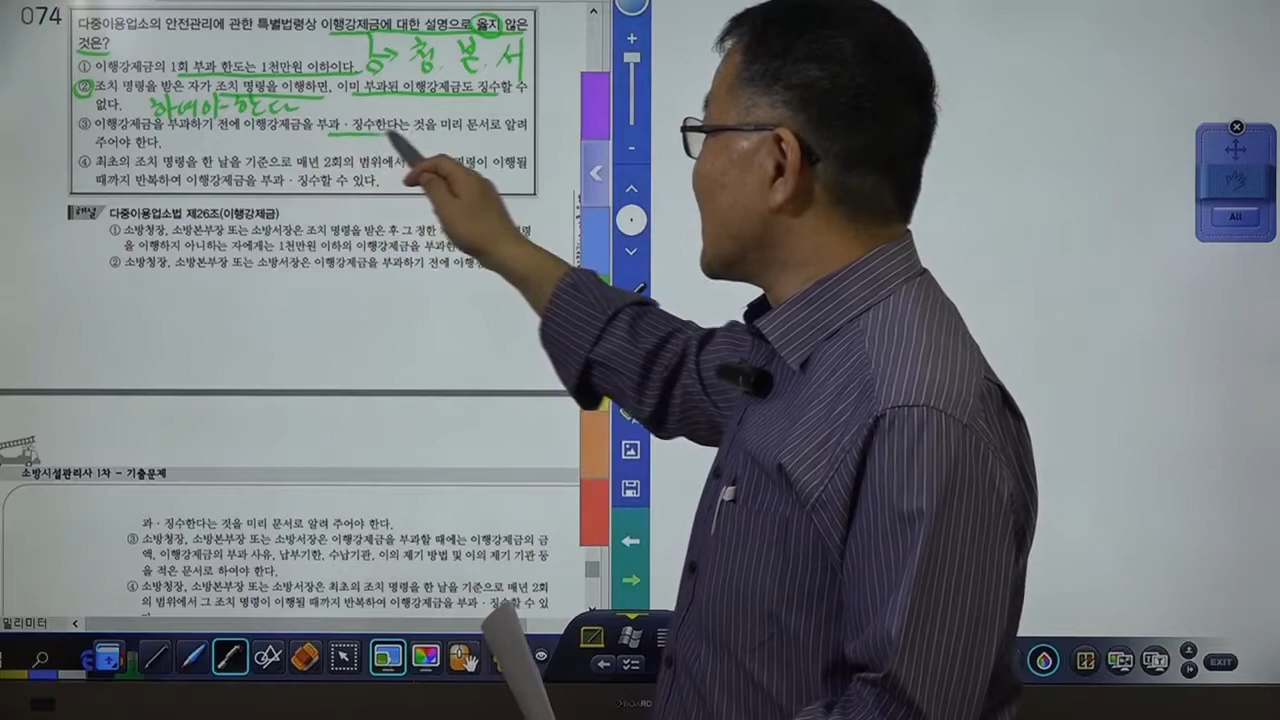 074
다중이용업소의 안전관리에 관한 특별법령상 이행강제금에 대한 설명으로 옳지 않은
것은?
청 본 서
① 이행강제금의 1회 부과 한도는 1천만원 이하이다.
② 조치 명령을 받은 자가 조치 명령을 이행하면, 이미 부과된 이행강제금도 징수할 수
없다.
하여야 한다
③ 이행강제금을 부과하기 전에 이행강제금을 부과 · 징수한다는 것을 미리 문서로 알려
주어야 한다.
④ 최초의 조치 명령을 한 날을 기준으로 매년 2회의 범위에서 이 이행될
때까지 반복하여 이행강제금을 부과 · 징수할 수 있다.
해설 다중이용업소법 제26조(이행강제금)
① 소방청장, 소방본부장 또는 소방서장은 조치 명령을 받은 후 그 정한
을 이행하지 아니하는 자에게는 1천만원 이하의 이행강제금을 부과한
② 소방청장, 소방본부장 또는 소방서장은 이행강제금을 부과하기 전에 이행
소방시설관리사 1차 - 기출문제
과 · 징수한다는 것을 미리 문서로 알려 주어야 한다.
③ 소방청장, 소방본부장 또는 소방서장은 이행강제금을 부과할 때에는 이행강제금의 금
액, 이행강제금의 부과 사유, 납부기한, 수납기관, 이의 제기 방법 및 이의 제기 기관 등
을 적은 문서로 하여야 한다.
④ 소방청장, 소방본부장 또는 소방서장은 최초의 조치 명령을 한 날을 기준으로 매년 2회
의 범위에서 그 조치 명령이 이행될 때까지 반복하여 이행강제금을 부과 · 징수할 수 있
밀리미터
All
EXIT
BOARD